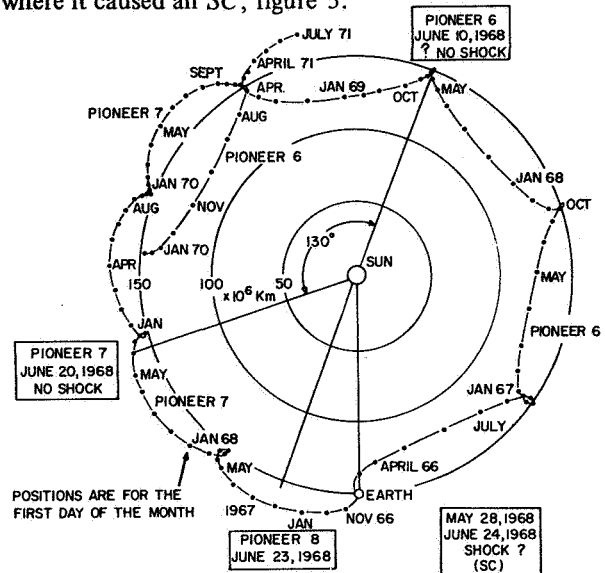 where it caused an SC, figure 5.
PIONEER 6
JUNE 10, 1968
? NO SHOCK
JULY 71
SEPT
APRIL 71
APR.
JAN 69
OCT
MAY
PIONEER 7
AUG
MAY
PIONEER 6
JAN 68
OCT
JAN 70
AUG
NOV
130°
JAN 70
SUN
APR
150
100
50
x10⁶ Km
MAY
JAN
PIONEER 6
PIONEER 7
JUNE 20, 1968
NO SHOCK
MAY
PIONEER 7
JAN 67
JULY
JAN 68
MAY
APRIL 66
POSITIONS ARE FOR THE
FIRST DAY OF THE MONTH
1967
JAN
NOV 66
EARTH
PIONEER 8
JUNE 23, 1968
MAY 28, 1968
JUNE 24, 1968
SHOCK ?
(SC)